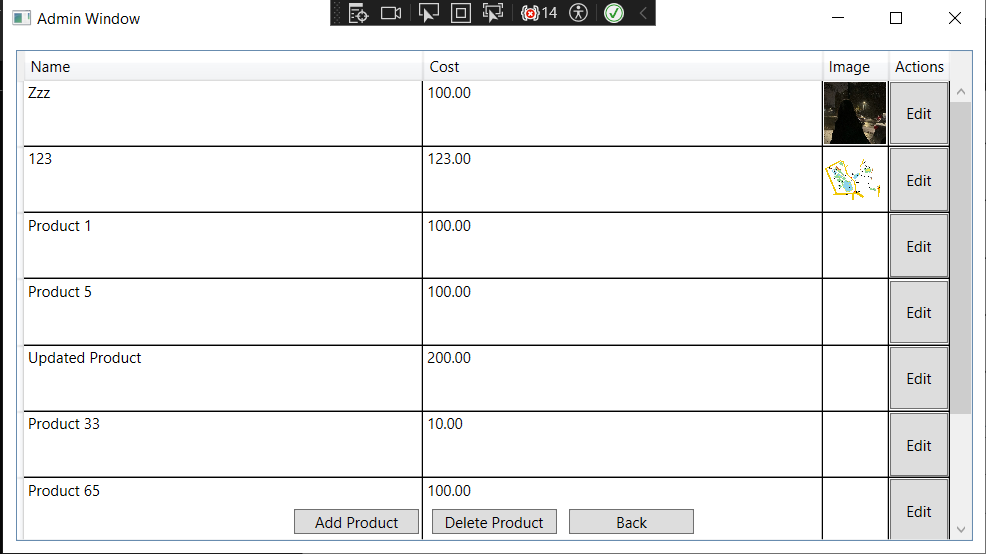 Admin Window
14
Name Cost Image Actions
Zzz 100.00 Edit
123 123.00 Edit
Product 1 100.00 Edit
Product 5 100.00 Edit
Updated Product 200.00 Edit
Product 33 10.00 Edit
Product 65 100.00 Edit
Add Product Delete Product Back